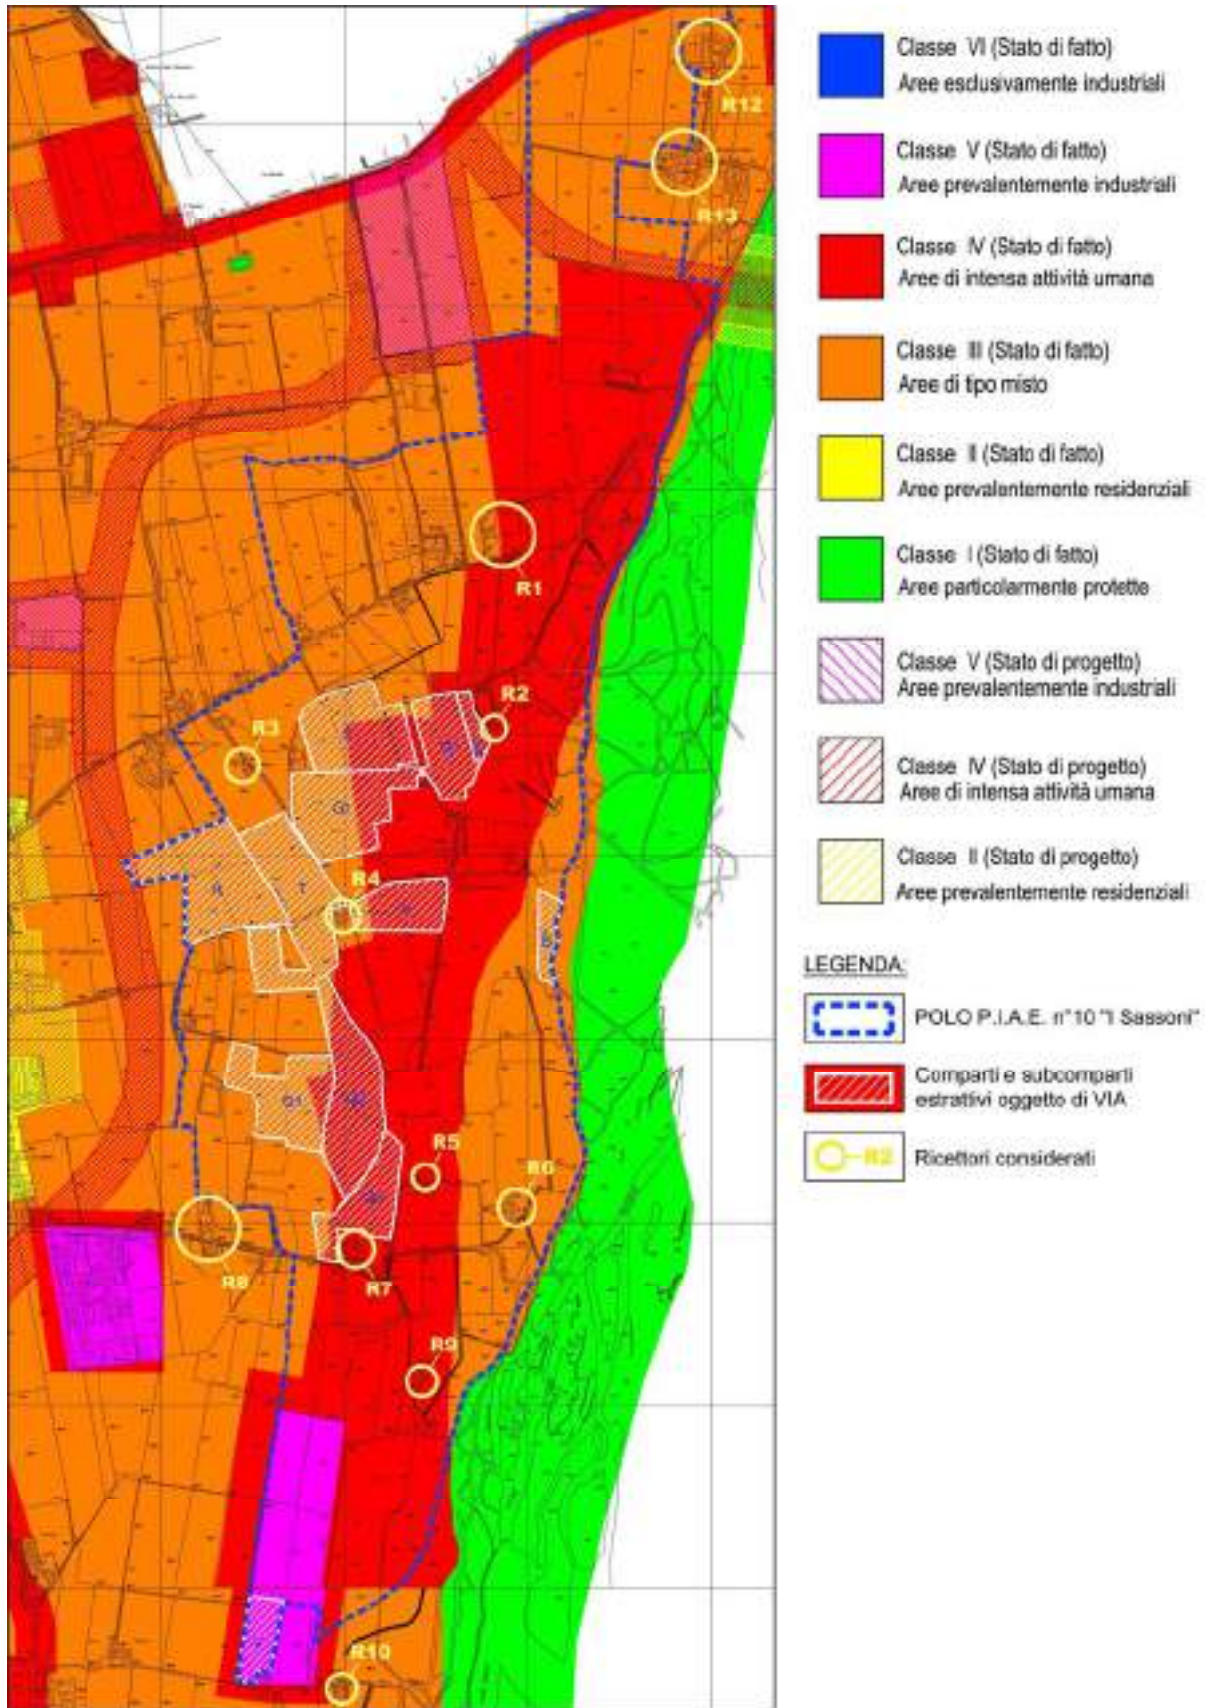 R12
R13
R1
R2
R3
R4
R
T
R5
R6
R8
R7
R9
R10
Classe VI (Stato di fatto)
Aree esclusivamente industriali
Classe V (Stato di fatto)
Aree prevalentemente industriali
Classe IV (Stato di fatto)
Aree di intensa attività umana
Classe III (Stato di fatto)
Aree di tipo misto
Classe II (Stato di fatto)
Aree prevalentemente residenziali
Classe I (Stato di fatto)
Aree particolarmente protette
Classe V (Stato di progetto)
Aree prevalentemente industriali
Classe IV (Stato di progetto)
Aree di intensa attività umana
Classe II (Stato di progetto)
Aree prevalentemente residenziali
LEGENDA:
POLO P.I.A.E. n°10 "I Sassoni"
Comparti e subcomparti
estrattivi oggetto di VIA
R2 Ricettori considerati